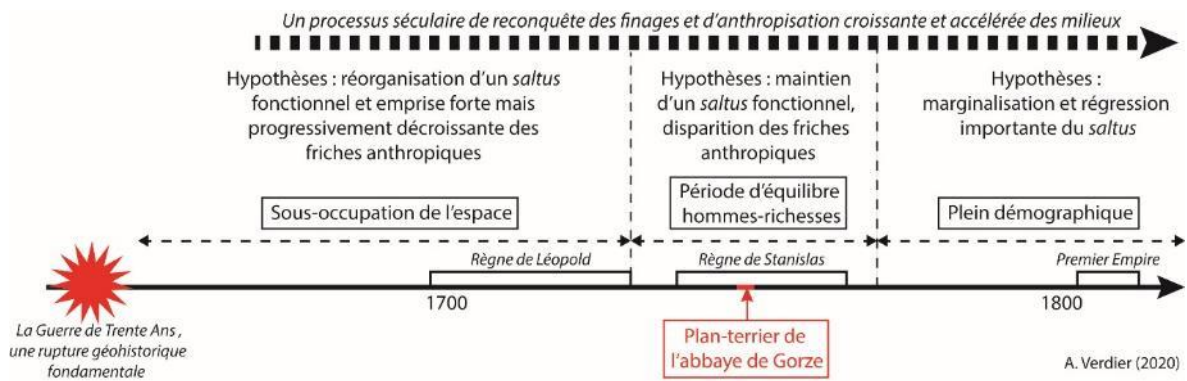 Un processus séculaire de reconquête des finages et d'anthropisation croissante et accélérée des milieux
Hypothèses : réorganisation d'un saltus
fonctionnel et emprise forte mais
progressivement décroissante des
friches anthropiques
Hypothèses : maintien
d'un saltus fonctionnel,
disparition des friches
anthropiques
Hypothèses :
marginalisation et régression
importante du saltus
Sous-occupation de l'espace
Période d'équilibre
hommes-richesses
Plein démographique
Règne de Léopold
Règne de Stanislas
Premier Empire
1700
1800
La Guerre de Trente Ans ,
une rupture géohistorique
fondamentale
Plan-terrier de
l'abbaye de Gorze
A. Verdier (2020)